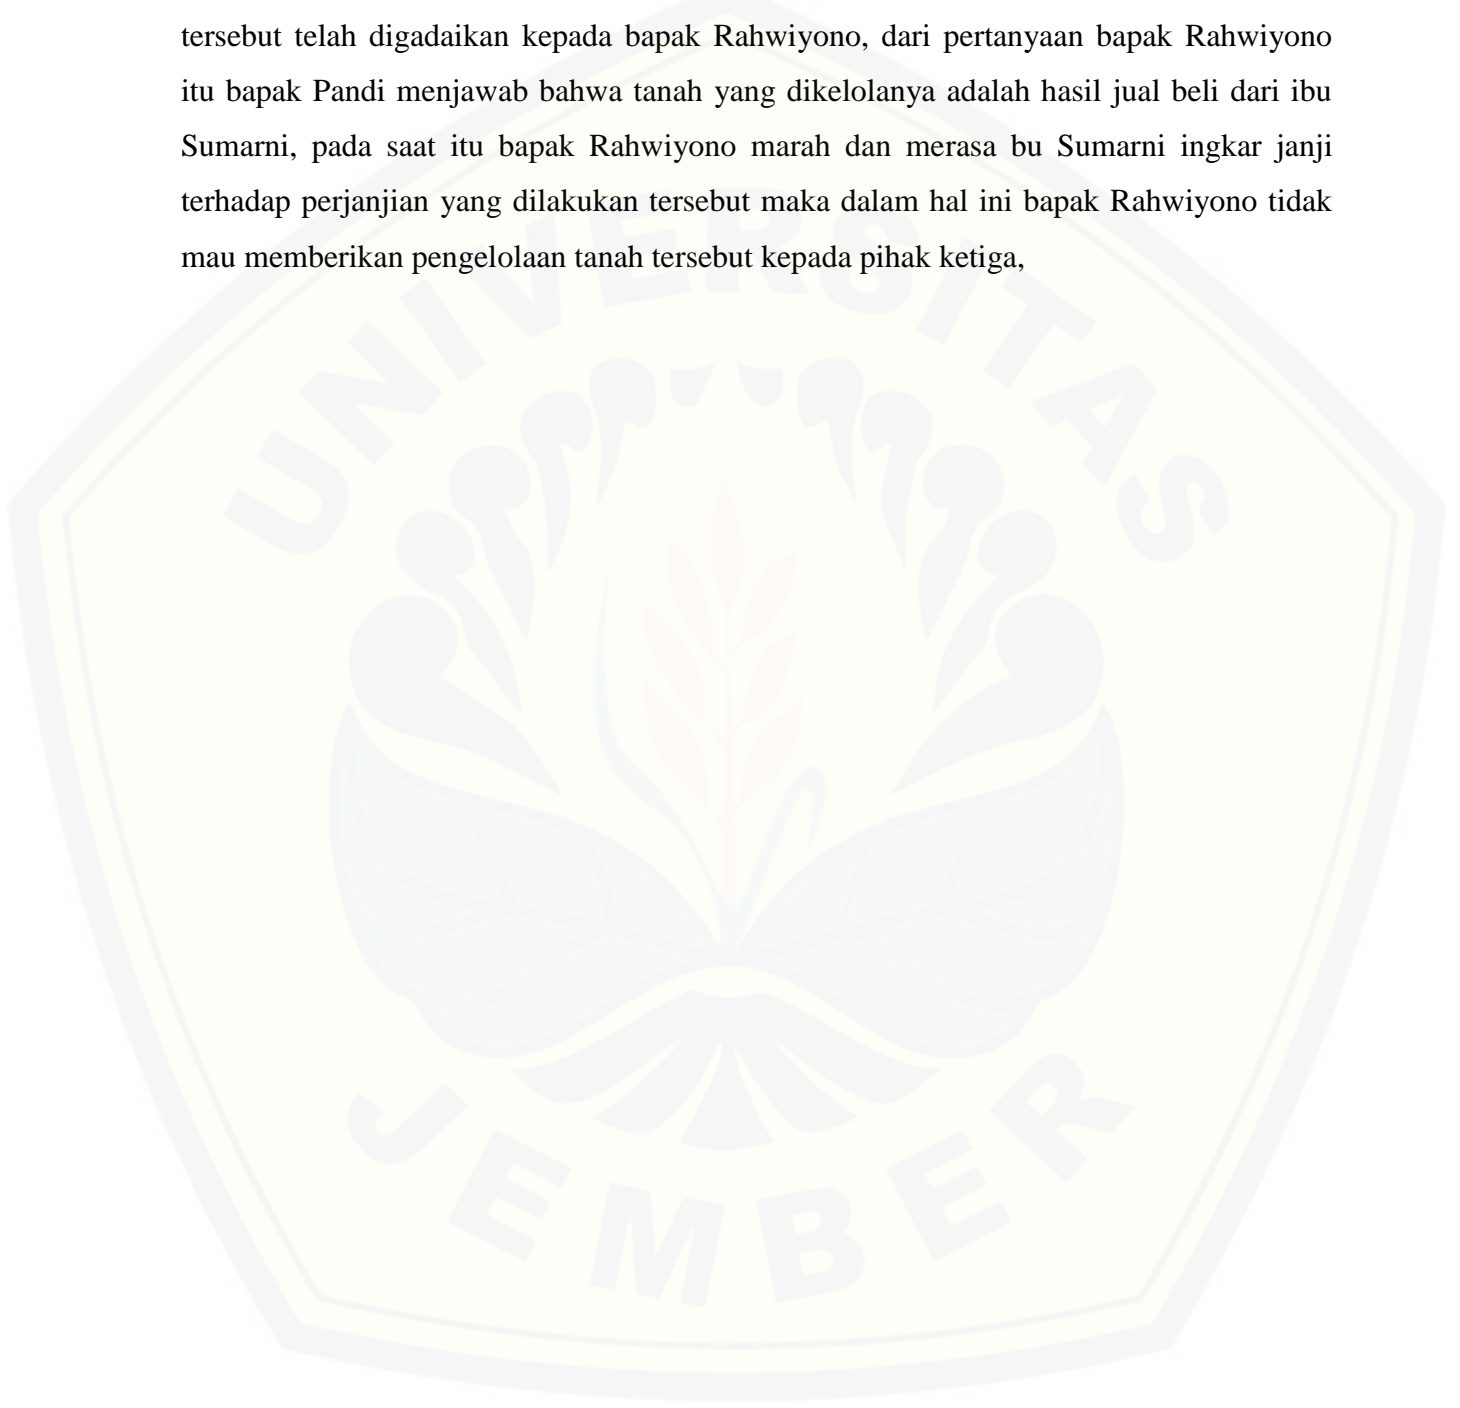 tersebut telah digadaikan kepada bapak Rahwiyono, dari pertanyaan bapak Rahwiyono
itu bapak Pandi menjawab bahwa tanah yang dikelolanya adalah hasil jual beli dari ibu
Sumarni, pada saat itu bapak Rahwiyono marah dan merasa bu Sumarni ingkar janji
terhadap perjanjian yang dilakukan tersebut maka dalam hal ini bapak Rahwiyono tidak
mau memberikan pengelolaan tanah tersebut kepada pihak ketiga,
UNIVERSITAS
JEMBER